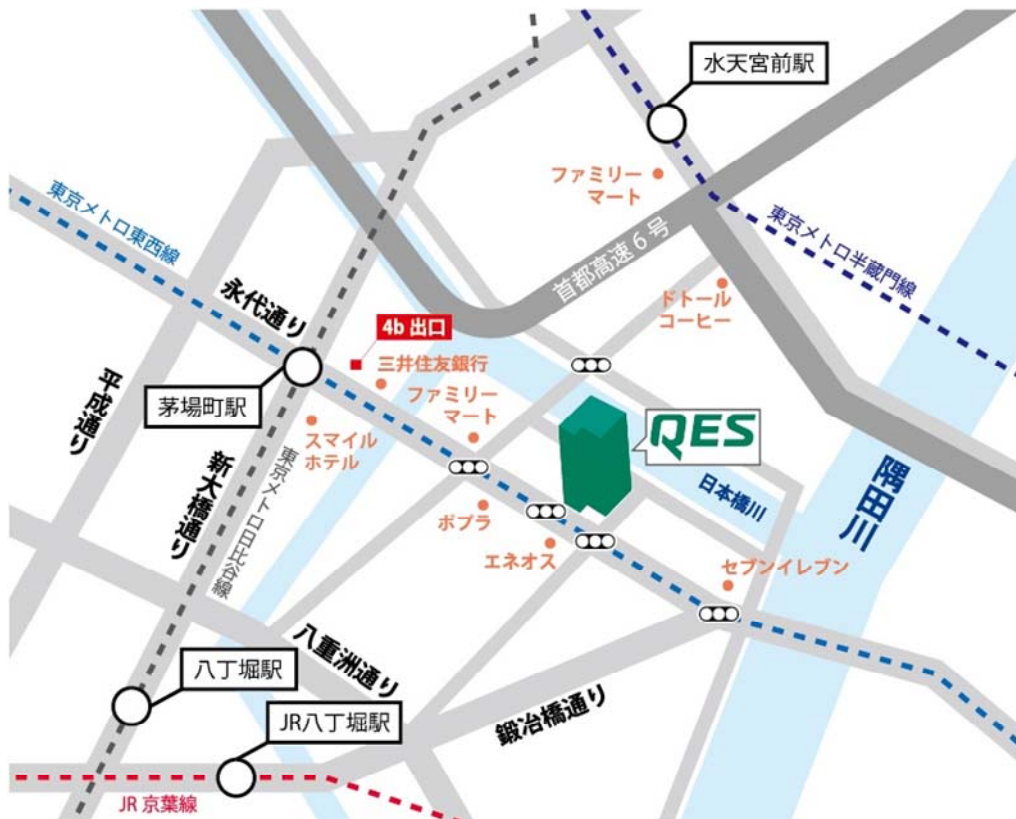 水天宮前駅
ファミリー
マート
東京メトロ東西線
東京メトロ半蔵門線
首都高速6号
永代通り
ドトール
コーヒー
4b 出口
三井住友銀行
ファミリー
マート
茅場町駅
平成通り
スマイル
ホテル
QES
新大橋通り
東京メトロ日比谷線
日本橋川
隅田川
ポプラ
エネオス
セブンイレブン
八重洲通り
八丁堀駅
JR八丁堀駅
鍛冶橋通り
JR 京葉線